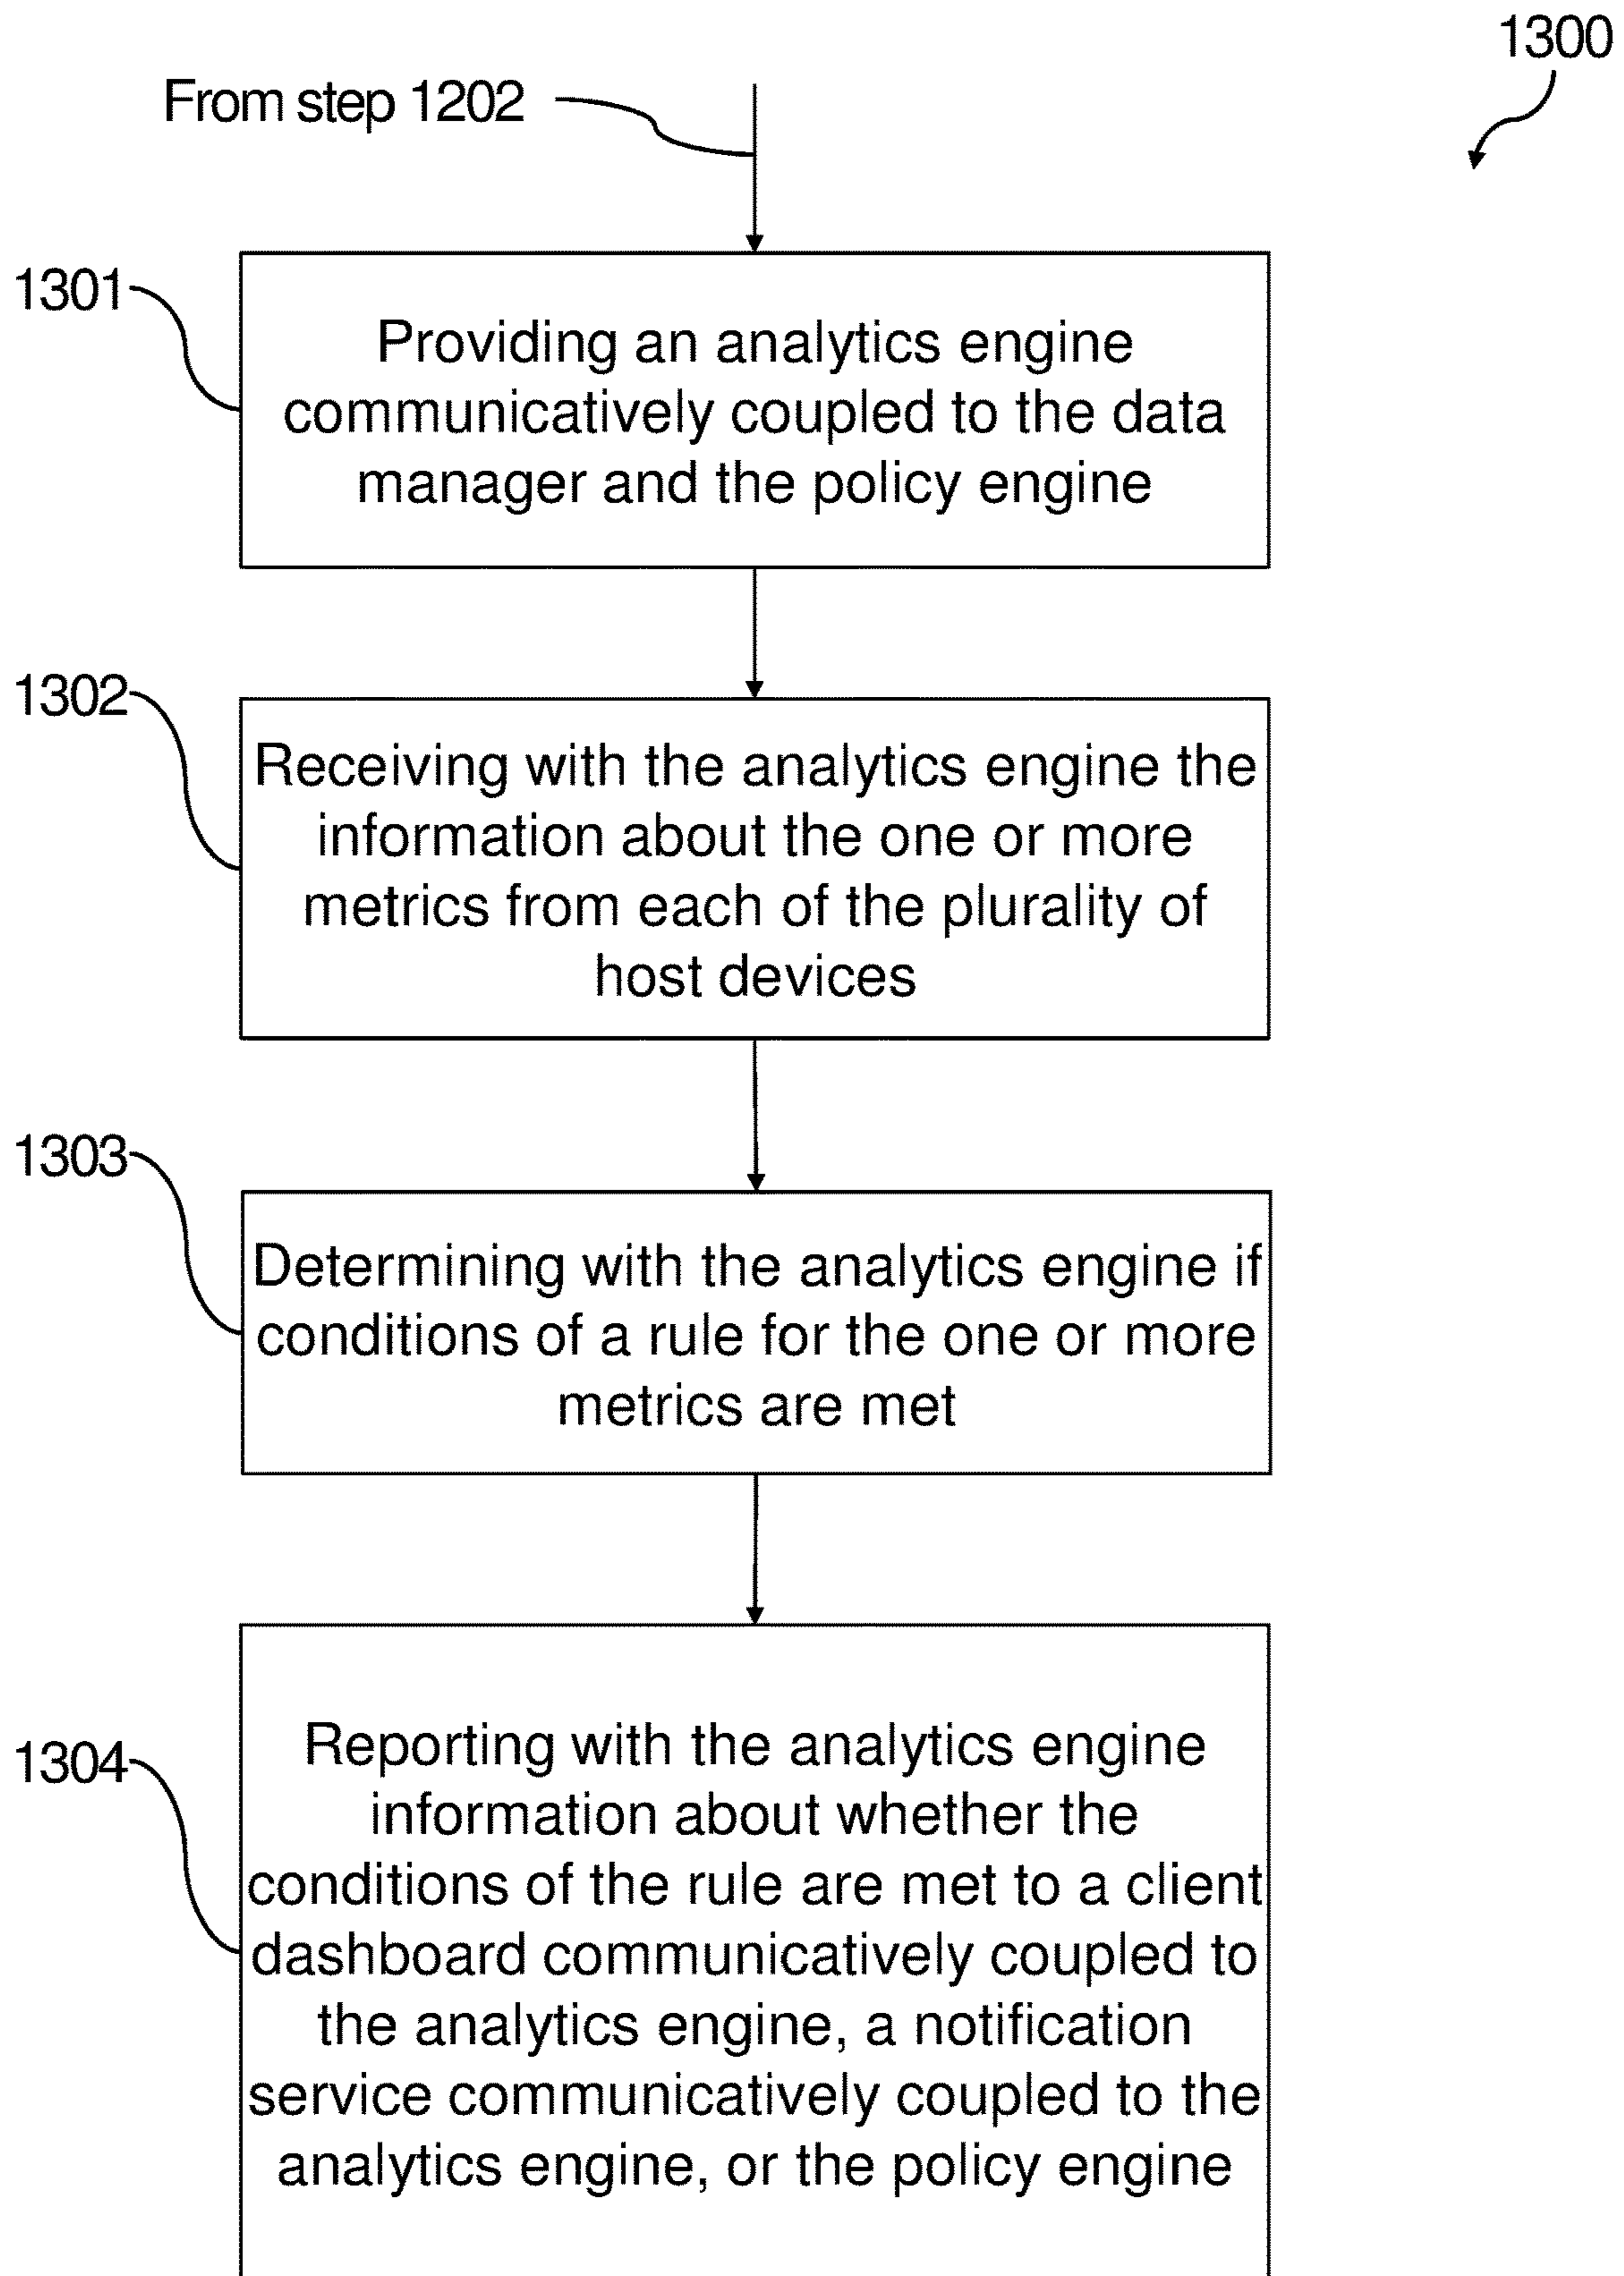 1300
From step 1202
1301
Providing an analytics engine
communicatively coupled to the data
manager and the policy engine
1302
Receiving with the analytics engine the
information about the one or more
metrics from each of the plurality of
host devices
1303
Determining with the analytics engine if
conditions of a rule for the one or more
metrics are met
1304
Reporting with the analytics engine
information about whether the
conditions of the rule are met to a client
dashboard communicatively coupled to
the analytics engine, a notification
service communicatively coupled to the
analytics engine, or the policy engine